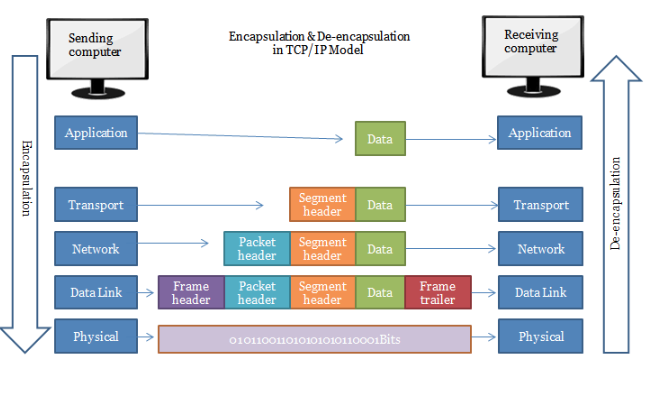 Sending
computer
Encapsulation & De-encapsulation
in TCP/IP Model
Receiving
computer
Encapsulation
De-encapsulation
Application
Data
Application
Transport
Segment
header
Data
Transport
Network
Packet
header
Segment
header
Data
Network
Data Link
Frame
header
Packet
header
Segment
header
Data
Frame
trailer
Data Link
Physical
01011001101010101011 0001Bits
Physical